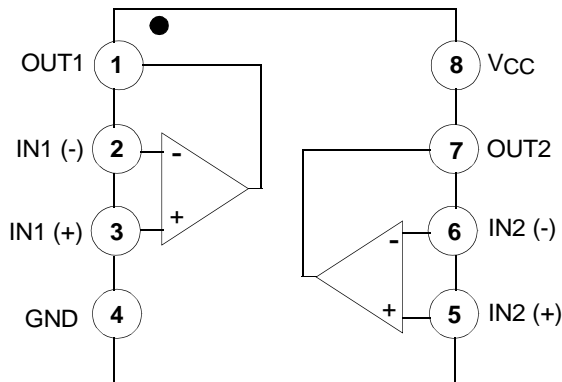 OUT1 1 8 VCC
IN1 (-) 2 - 7 OUT2
IN1 (+) 3 + - 6 IN2 (-)
GND 4 + 5 IN2 (+)